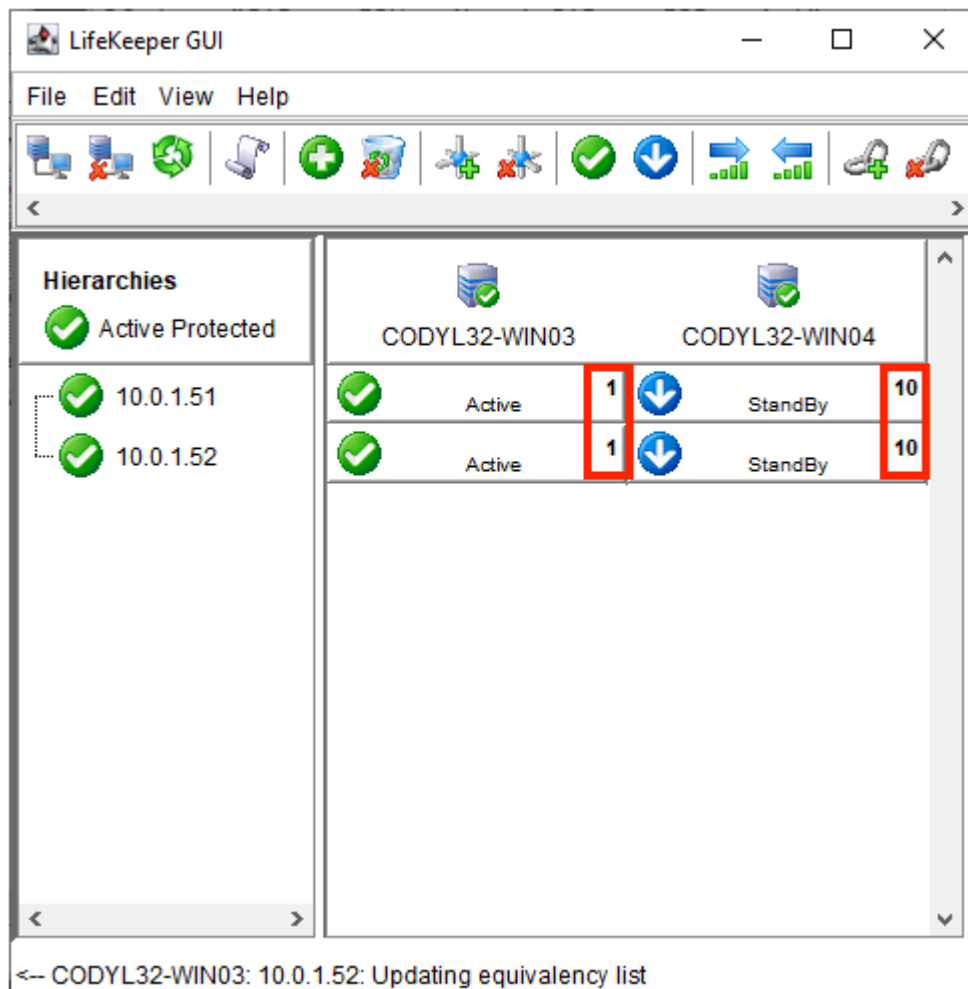 LifeKeeper GUI
File Edit View Help
Hierarchies
Active Protected
CODYL32-WIN03 CODYL32-WIN04
10.0.1.51 Active 1 StandBy 10
10.0.1.52 Active 1 StandBy 10
<-- CODYL32-WIN03: 10.0.1.52: Updating equivalency list